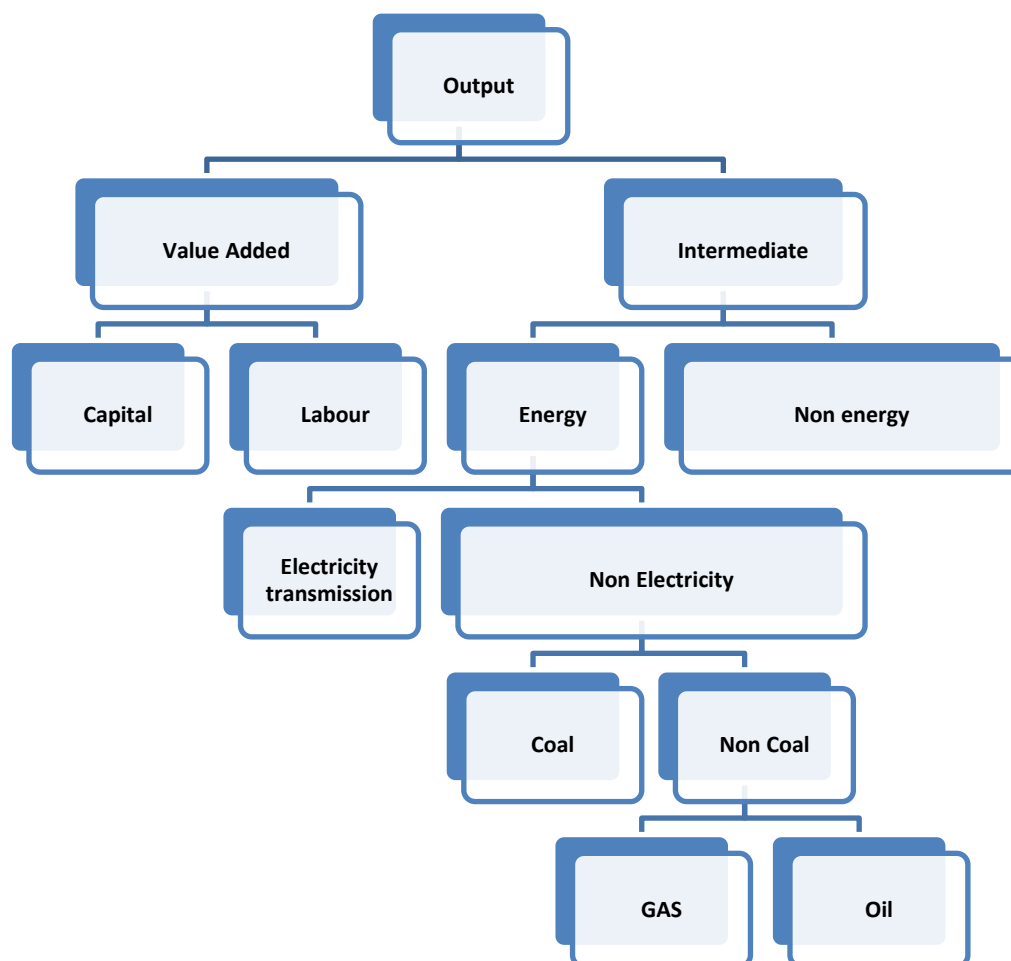 Output
Value Added
Intermediate
Capital
Labour
Energy
Non energy
Electricity
transmission
Non Electricity
Coal
Non Coal
GAS
Oil